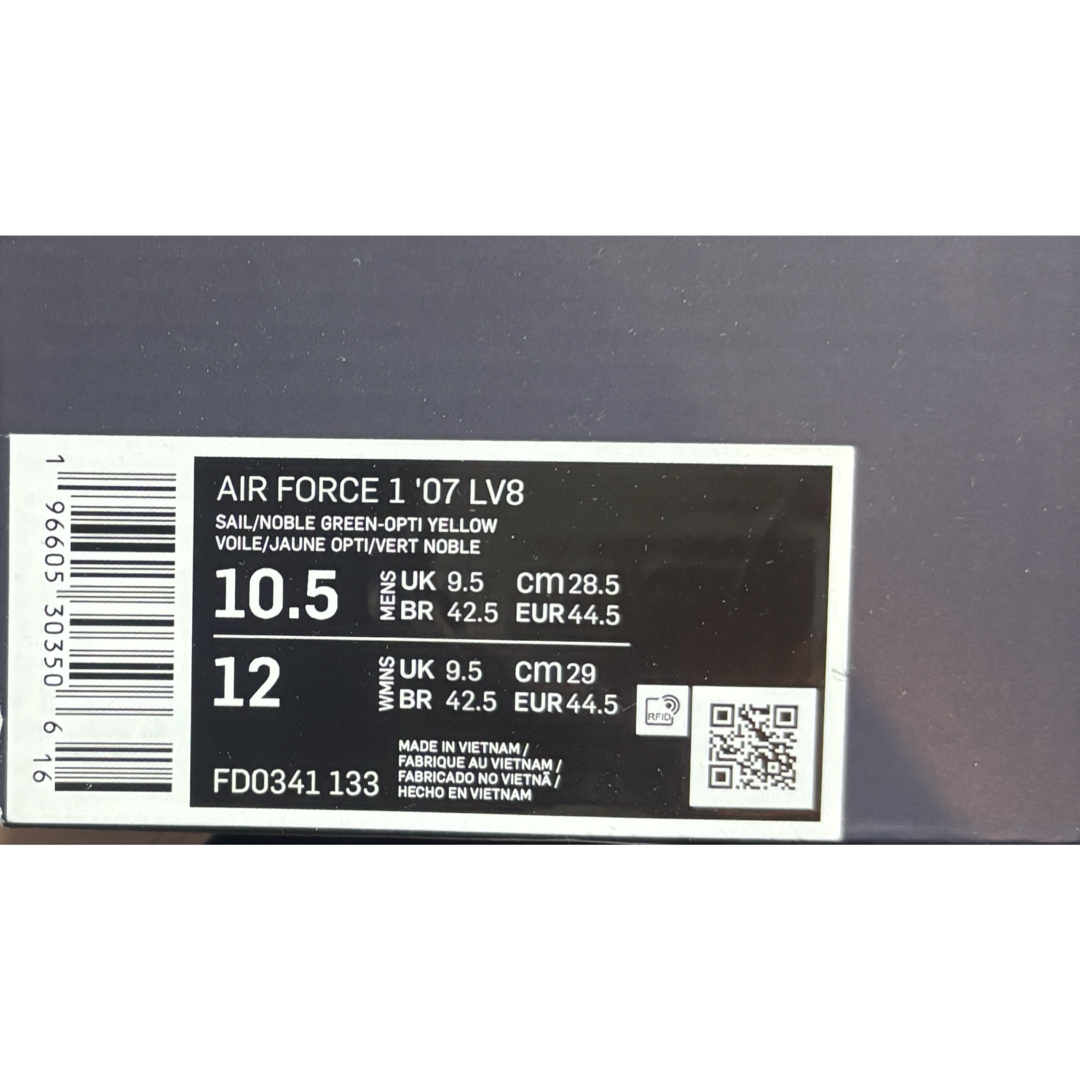 AIR FORCE 1 '07 LV8
SAIL/NOBLE GREEN-OPTI YELLOW
VOILE/JAUNE OPTI/VERT NOBLE
10.5 MENS UK 9.5 cm 28.5
BR 42.5 EUR 44.5
12 WMNS UK 9.5 cm 29
BR 42.5 EUR 44.5
RFID
FD0341 133
MADE IN VIETNAM /
FABRIQUE AU VIETNAM /
FABRICADO NO VIETNÃ /
HECHO EN VIETNAM
1 96605 30350 6 16